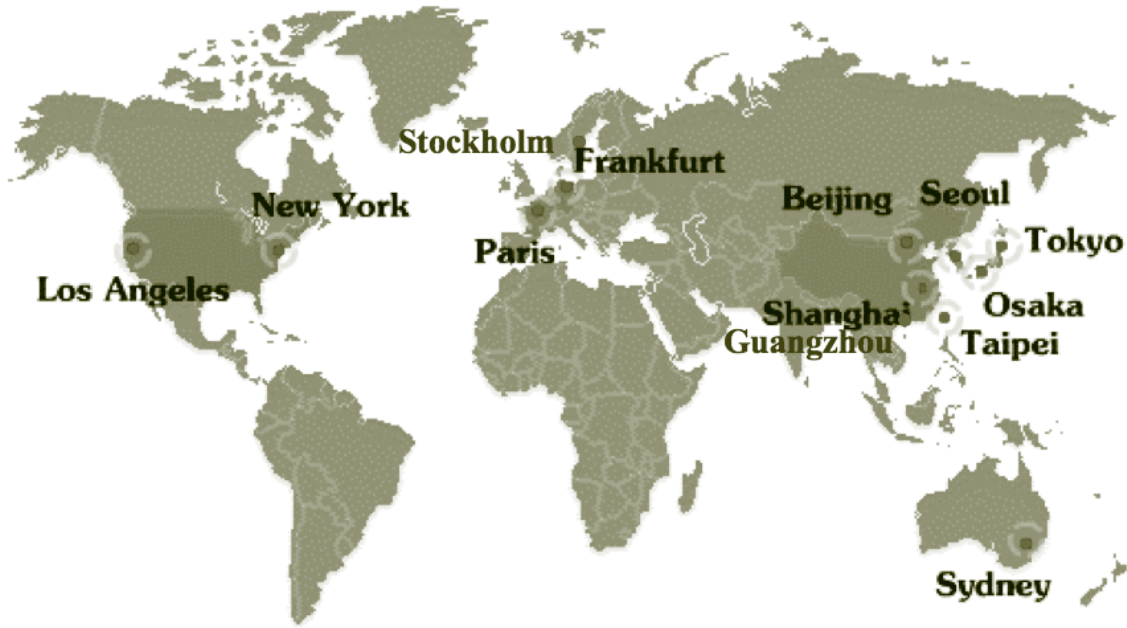 Stockholm
Frankfurt
New York
Beijing
Seoul
Paris
Tokyo
Los Angeles
Shanghai
Osaka
Guangzhou
Taipei
Sydney